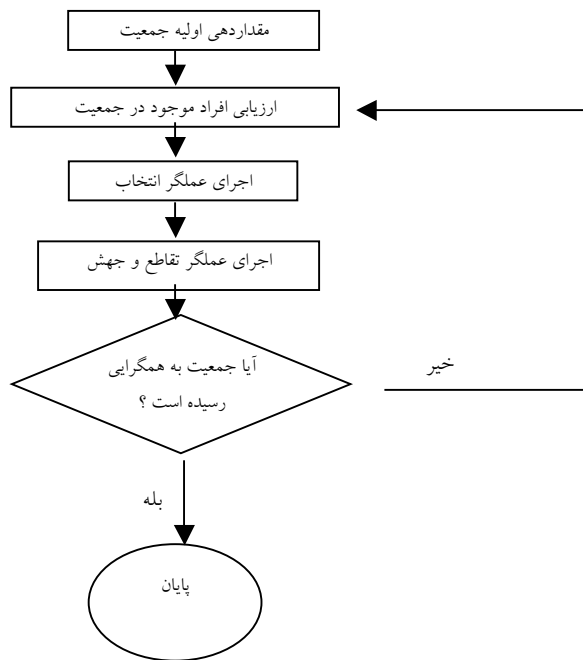 مقداردهی اولیه جمعیت
ارزیابی افراد موجود در جمعیت
اجرای عملگر انتخاب
اجرای عملگر تقاطع و جهش
آیا جمعیت به همگرایی
رسیده است ؟
خیر
بله
پایان